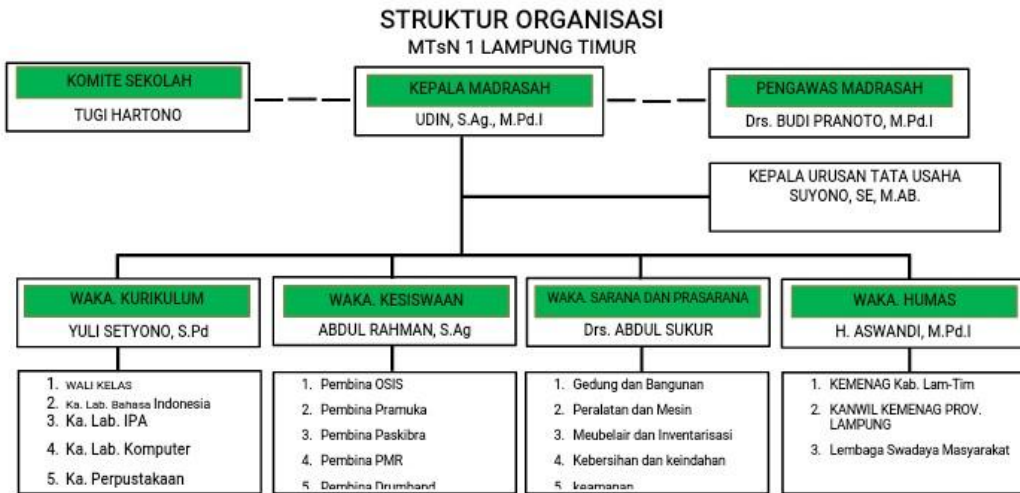 STRUKTUR ORGANISASI
MTsN 1 LAMPUNG TIMUR
KOMITE SEKOLAH
TUGI HARTONO
KEPALA MADRASAH
UDIN, S.Ag., M.Pd.I
PENGAWAS MADRASAH
Drs. BUDI PRANOTO, M.Pd.I
KEPALA URUSAN TATA USAHA
SUYONO, SE, M.AB.
WAKA. KURIKULUM
YULI SETYONO, S.Pd
WAKA. KESISWAAN
ABDUL RAHMAN, S.Ag
WAKA. SARANA DAN PRASARANA
Drs. ABDUL SUKUR
WAKA. HUMAS
H. ASWANDI, M.Pd.I
1. WALI KELAS
2. Ka. Lab. Bahasa Indonesia
3. Ka. Lab. IPA
4. Ka. Lab. Komputer
5. Ka. Perpustakaan
1. Pembina OSIS
2. Pembina Pramuka
3. Pembina Paskibra
4. Pembina PMR
5. Pembina Drumband
1. Gedung dan Bangunan
2. Peralatan dan Mesin
3. Meubelair dan Inventarisasi
4. Kebersihan dan keindahan
5. keamanan
1. KEMENAG Kab. Lam-Tim
2. KANWIL KEMENAG PROV.
LAMPUNG
3. Lembaga Swadaya Masyarakat